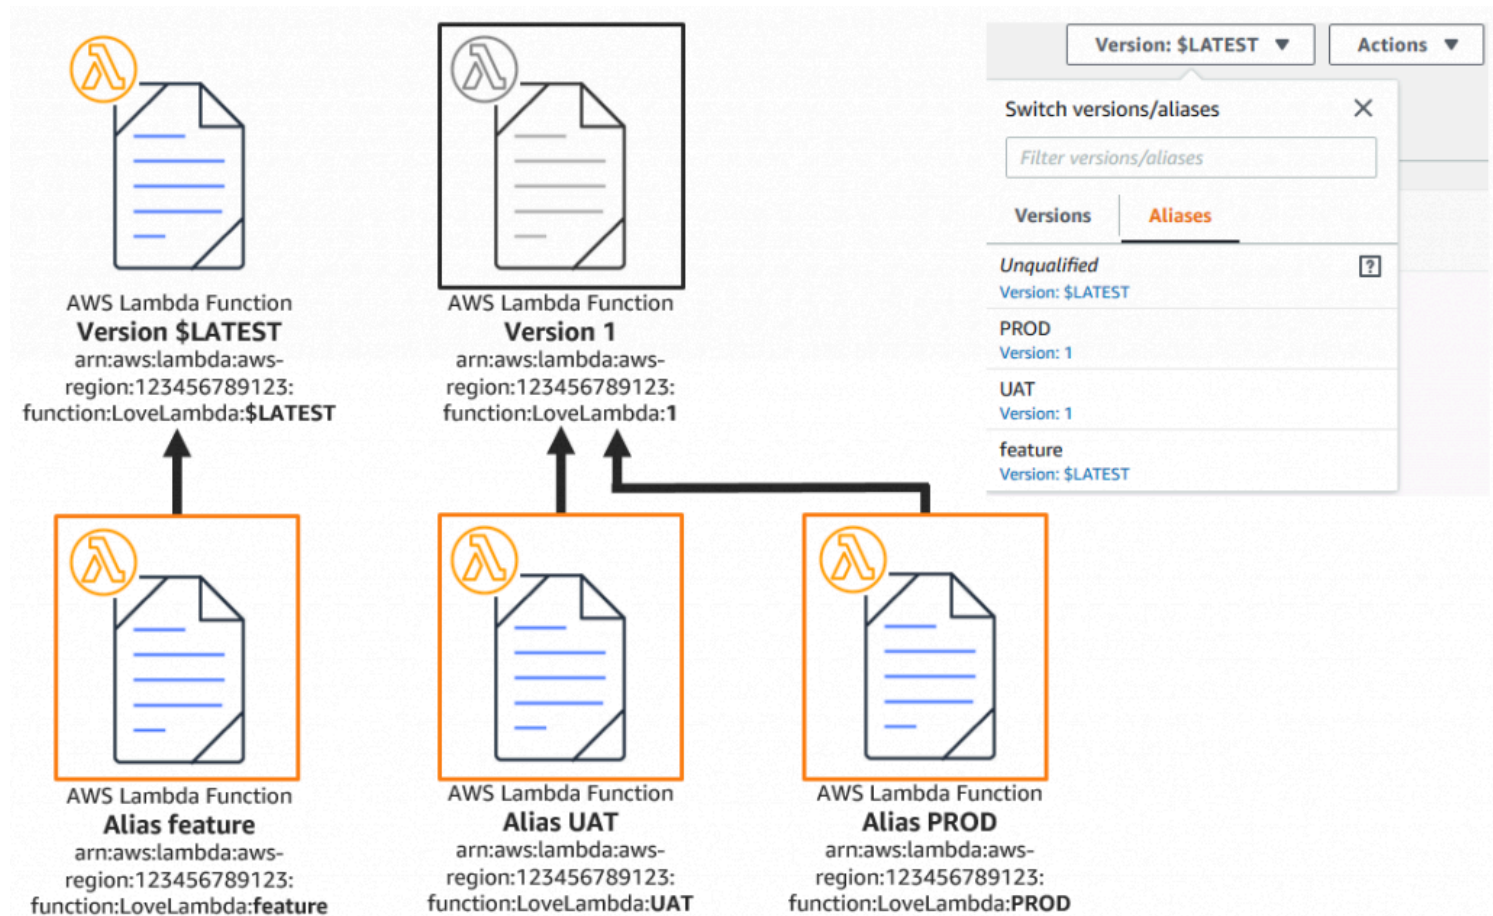 AWS Lambda Function
Version $LATEST
arn:aws:lambda:aws-
region:123456789123:
function:LoveLambda:$LATEST
AWS Lambda Function
Version 1
arn:aws:lambda:aws-
region:123456789123:
function:LoveLambda:1
Version: $LATEST
Actions
Switch versions/aliases
Filter versions/aliases
Versions
Aliases
Unqualified
Version: $LATEST
PROD
Version: 1
UAT
Version: 1
feature
Version: $LATEST
AWS Lambda Function
Alias feature
arn:aws:lambda:aws-
region:123456789123:
function:LoveLambda:feature
AWS Lambda Function
Alias UAT
arn:aws:lambda:aws-
region:123456789123:
function:LoveLambda:UAT
AWS Lambda Function
Alias PROD
arn:aws:lambda:aws-
region:123456789123:
function:LoveLambda:PROD